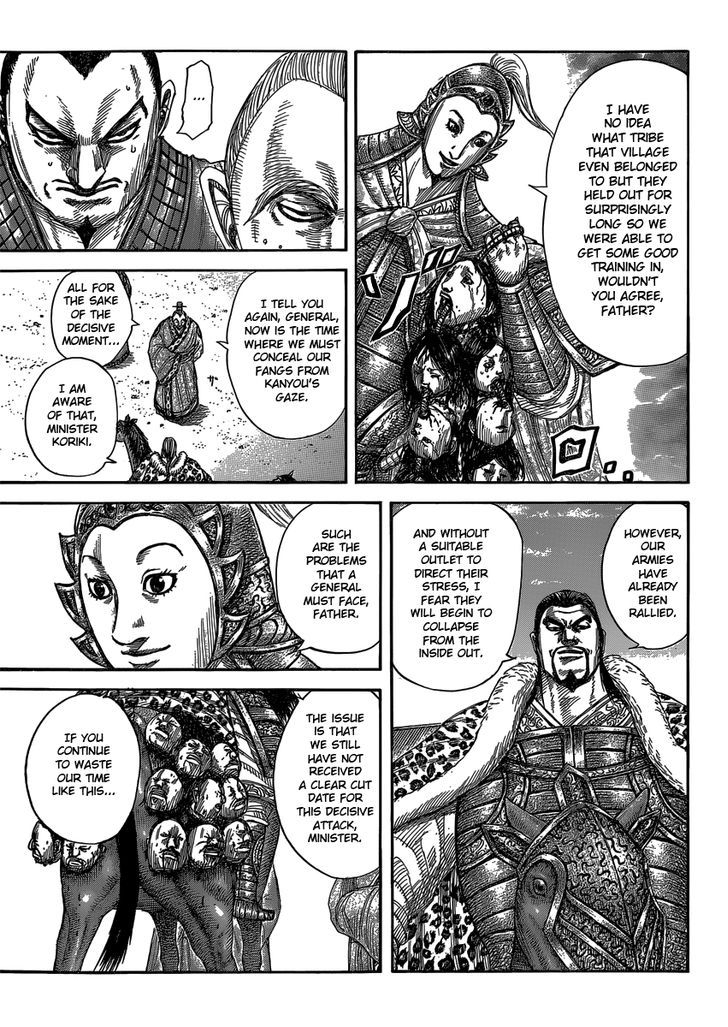 I HAVE
NO IDEA
WHAT TRIBE
THAT VILLAGE
EVEN BELONGED
TO BUT THEY
HELD OUT FOR
SURPRISINGLY
LONG SO WE
WERE ABLE TO
GET SOME GOOD
TRAINING IN,
WOULDN'T
YOU AGREE,
FATHER?
...
I TELL YOU
AGAIN, GENERAL,
NOW IS THE TIME
WHERE WE MUST
CONCEAL OUR
FANGS FROM
KANYOU'S
GAZE.
ALL FOR
THE SAKE
OF THE
DECISIVE
MOMENT...
I AM
AWARE
OF THAT,
MINISTER
KORIKI.
HOWEVER,
OUR
ARMIES
HAVE
ALREADY
BEEN
RALLIED.
AND WITHOUT
A SUITABLE
OUTLET TO
DIRECT THEIR
STRESS, I
FEAR THEY
WILL BEGIN TO
COLLAPSE
FROM THE
INSIDE OUT.
SUCH
ARE THE
PROBLEMS
THAT A
GENERAL
MUST FACE,
FATHER.
THE ISSUE
IS THAT
WE STILL
HAVE NOT
RECEIVED
A CLEAR CUT
DATE FOR
THIS DECISIVE
ATTACK,
MINISTER.
IF YOU
CONTINUE
TO WASTE
OUR TIME
LIKE THIS...